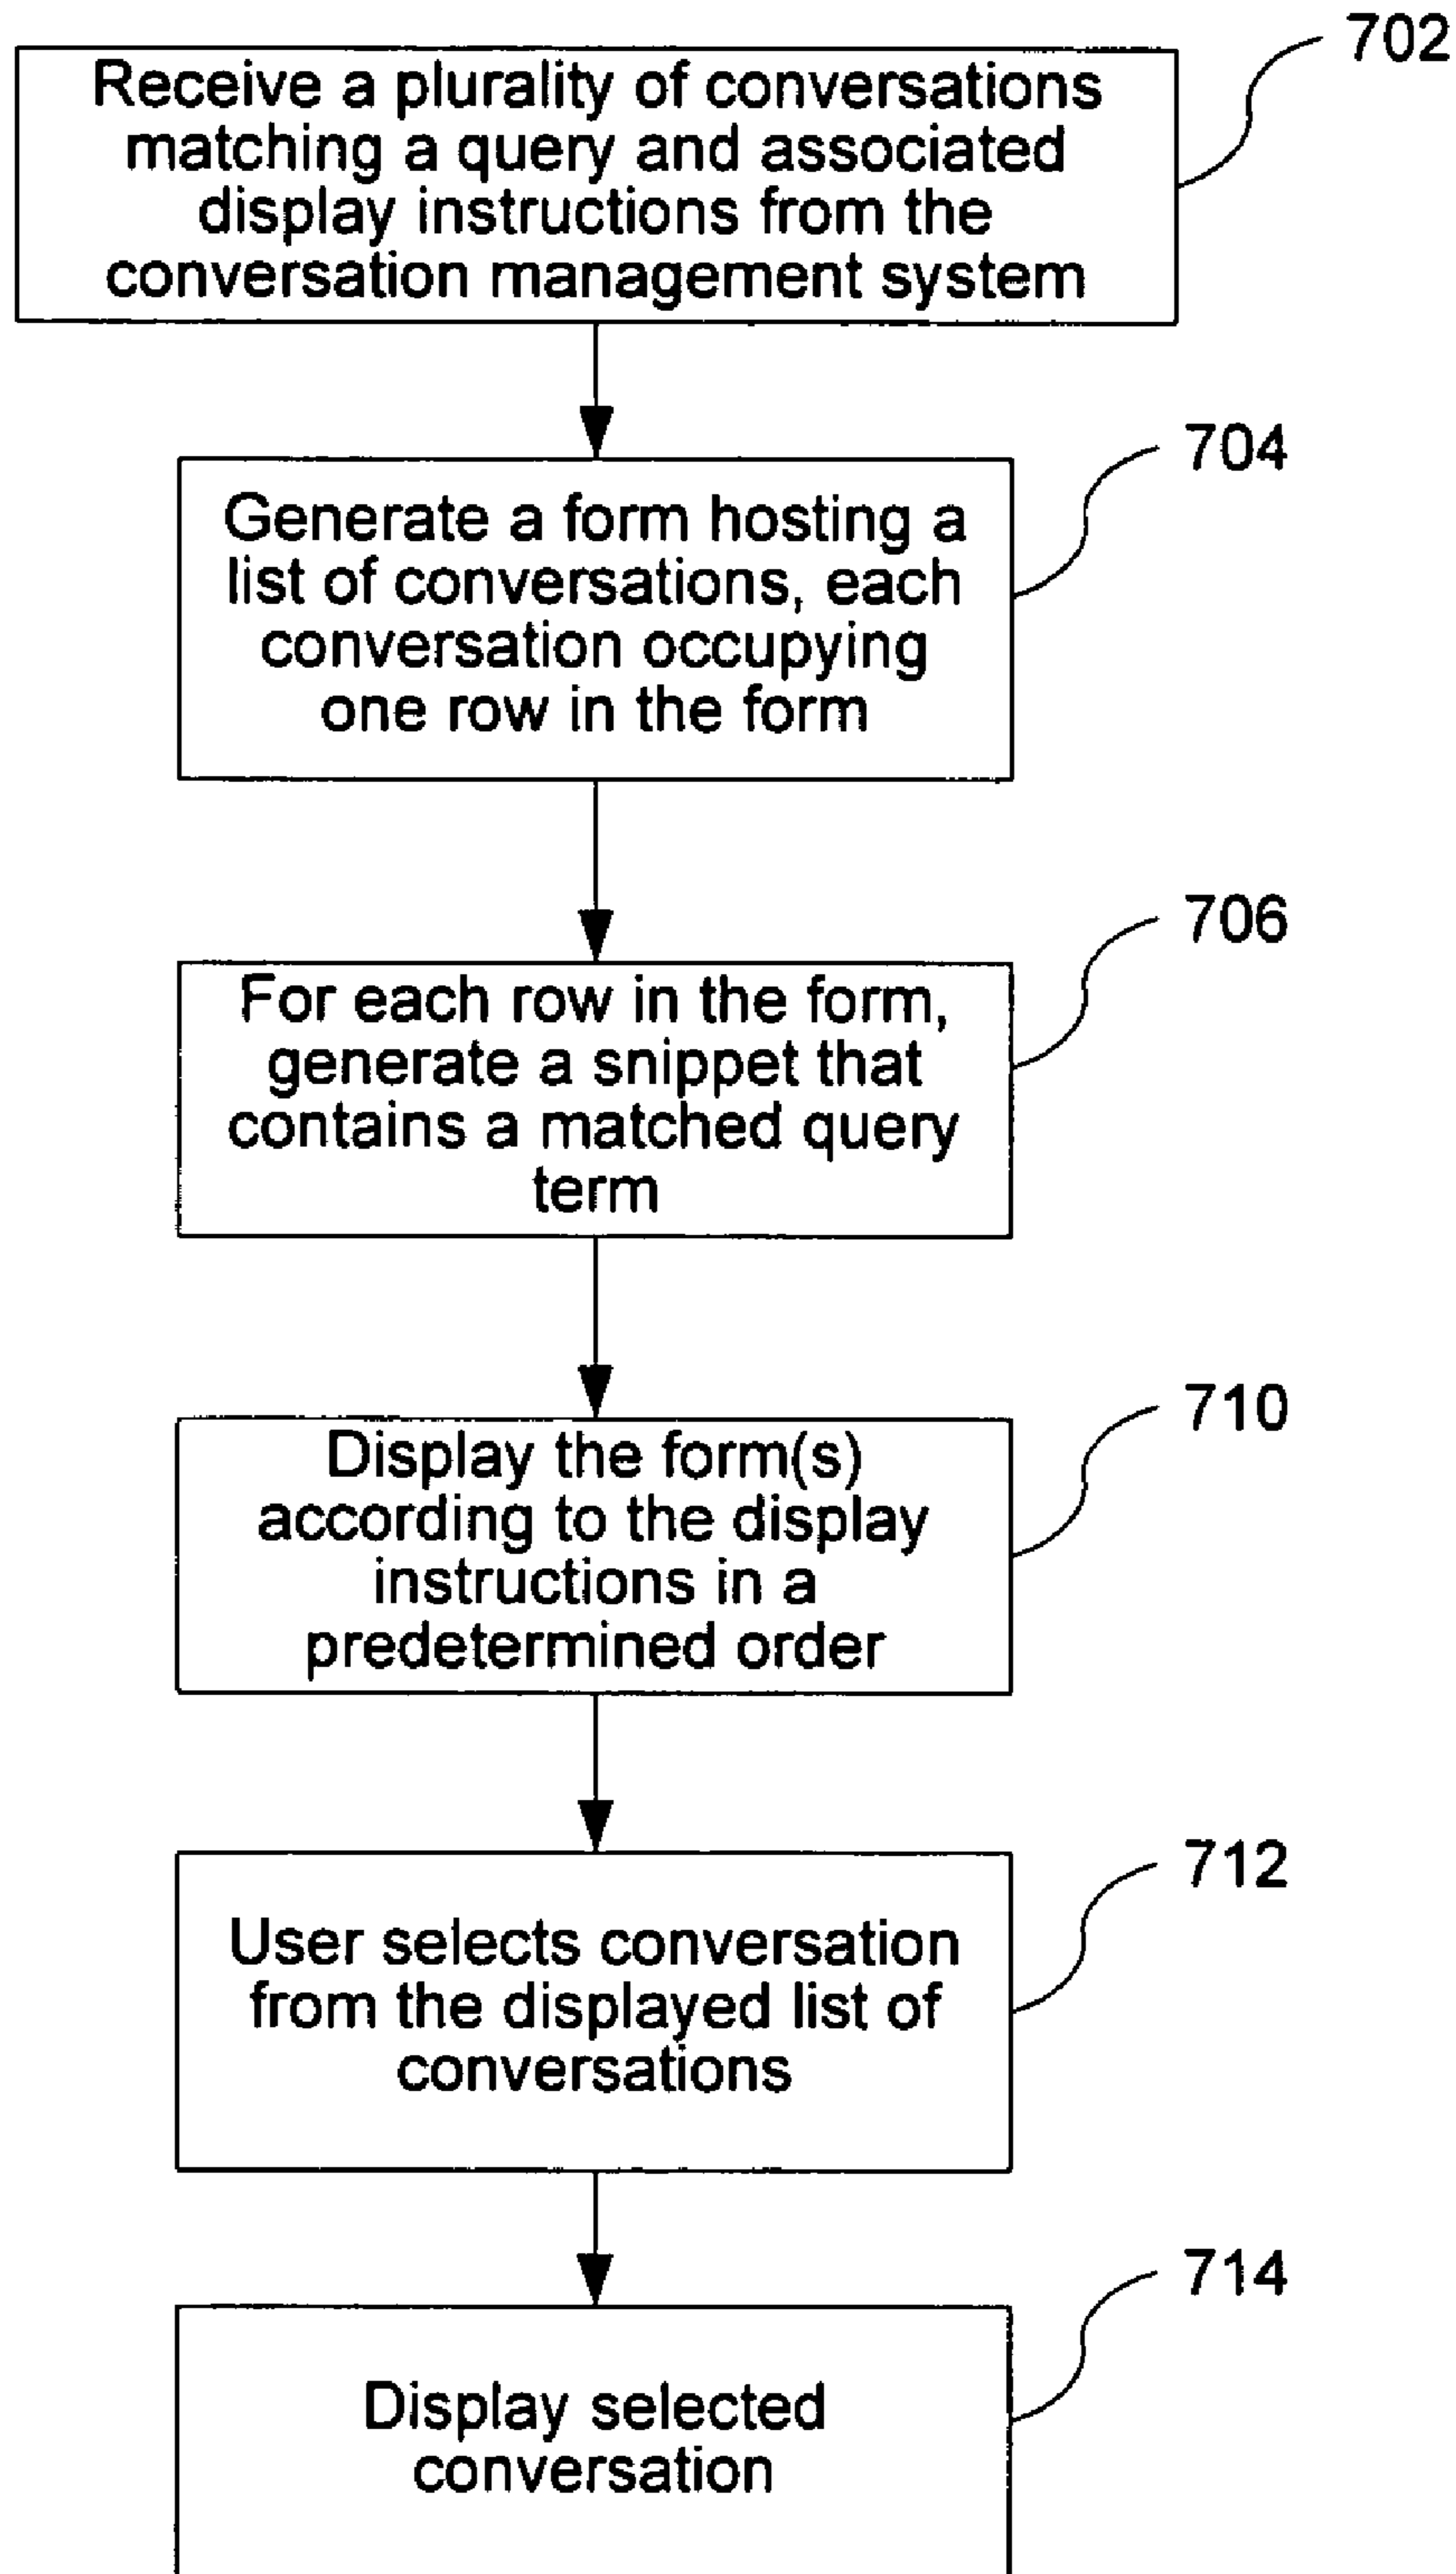 702
Receive a plurality of conversations
matching a query and associated
display instructions from the
conversation management system
704
Generate a form hosting a
list of conversations, each
conversation occupying
one row in the form
706
For each row in the form,
generate a snippet that
contains a matched query
term
710
Display the form(s)
according to the display
instructions in a
predetermined order
712
User selects conversation
from the displayed list of
conversations
714
Display selected
conversation